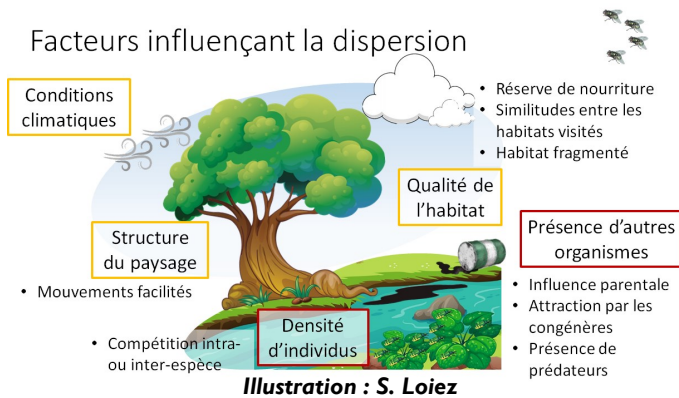 Facteurs influençant la dispersion
Conditions
climatiques
• Réserve de nourriture
• Similitudes entre les
habitats visités
• Habitat fragmenté
Qualité de
l’habitat
Structure
du paysage
• Mouvements facilités
Présence d’autres
organismes
• Influence parentale
• Attraction par les
congénères
• Présence de
prédateurs
Densité
d’individus
• Compétition intra-
ou inter-espèce
Illustration : S. Loiez